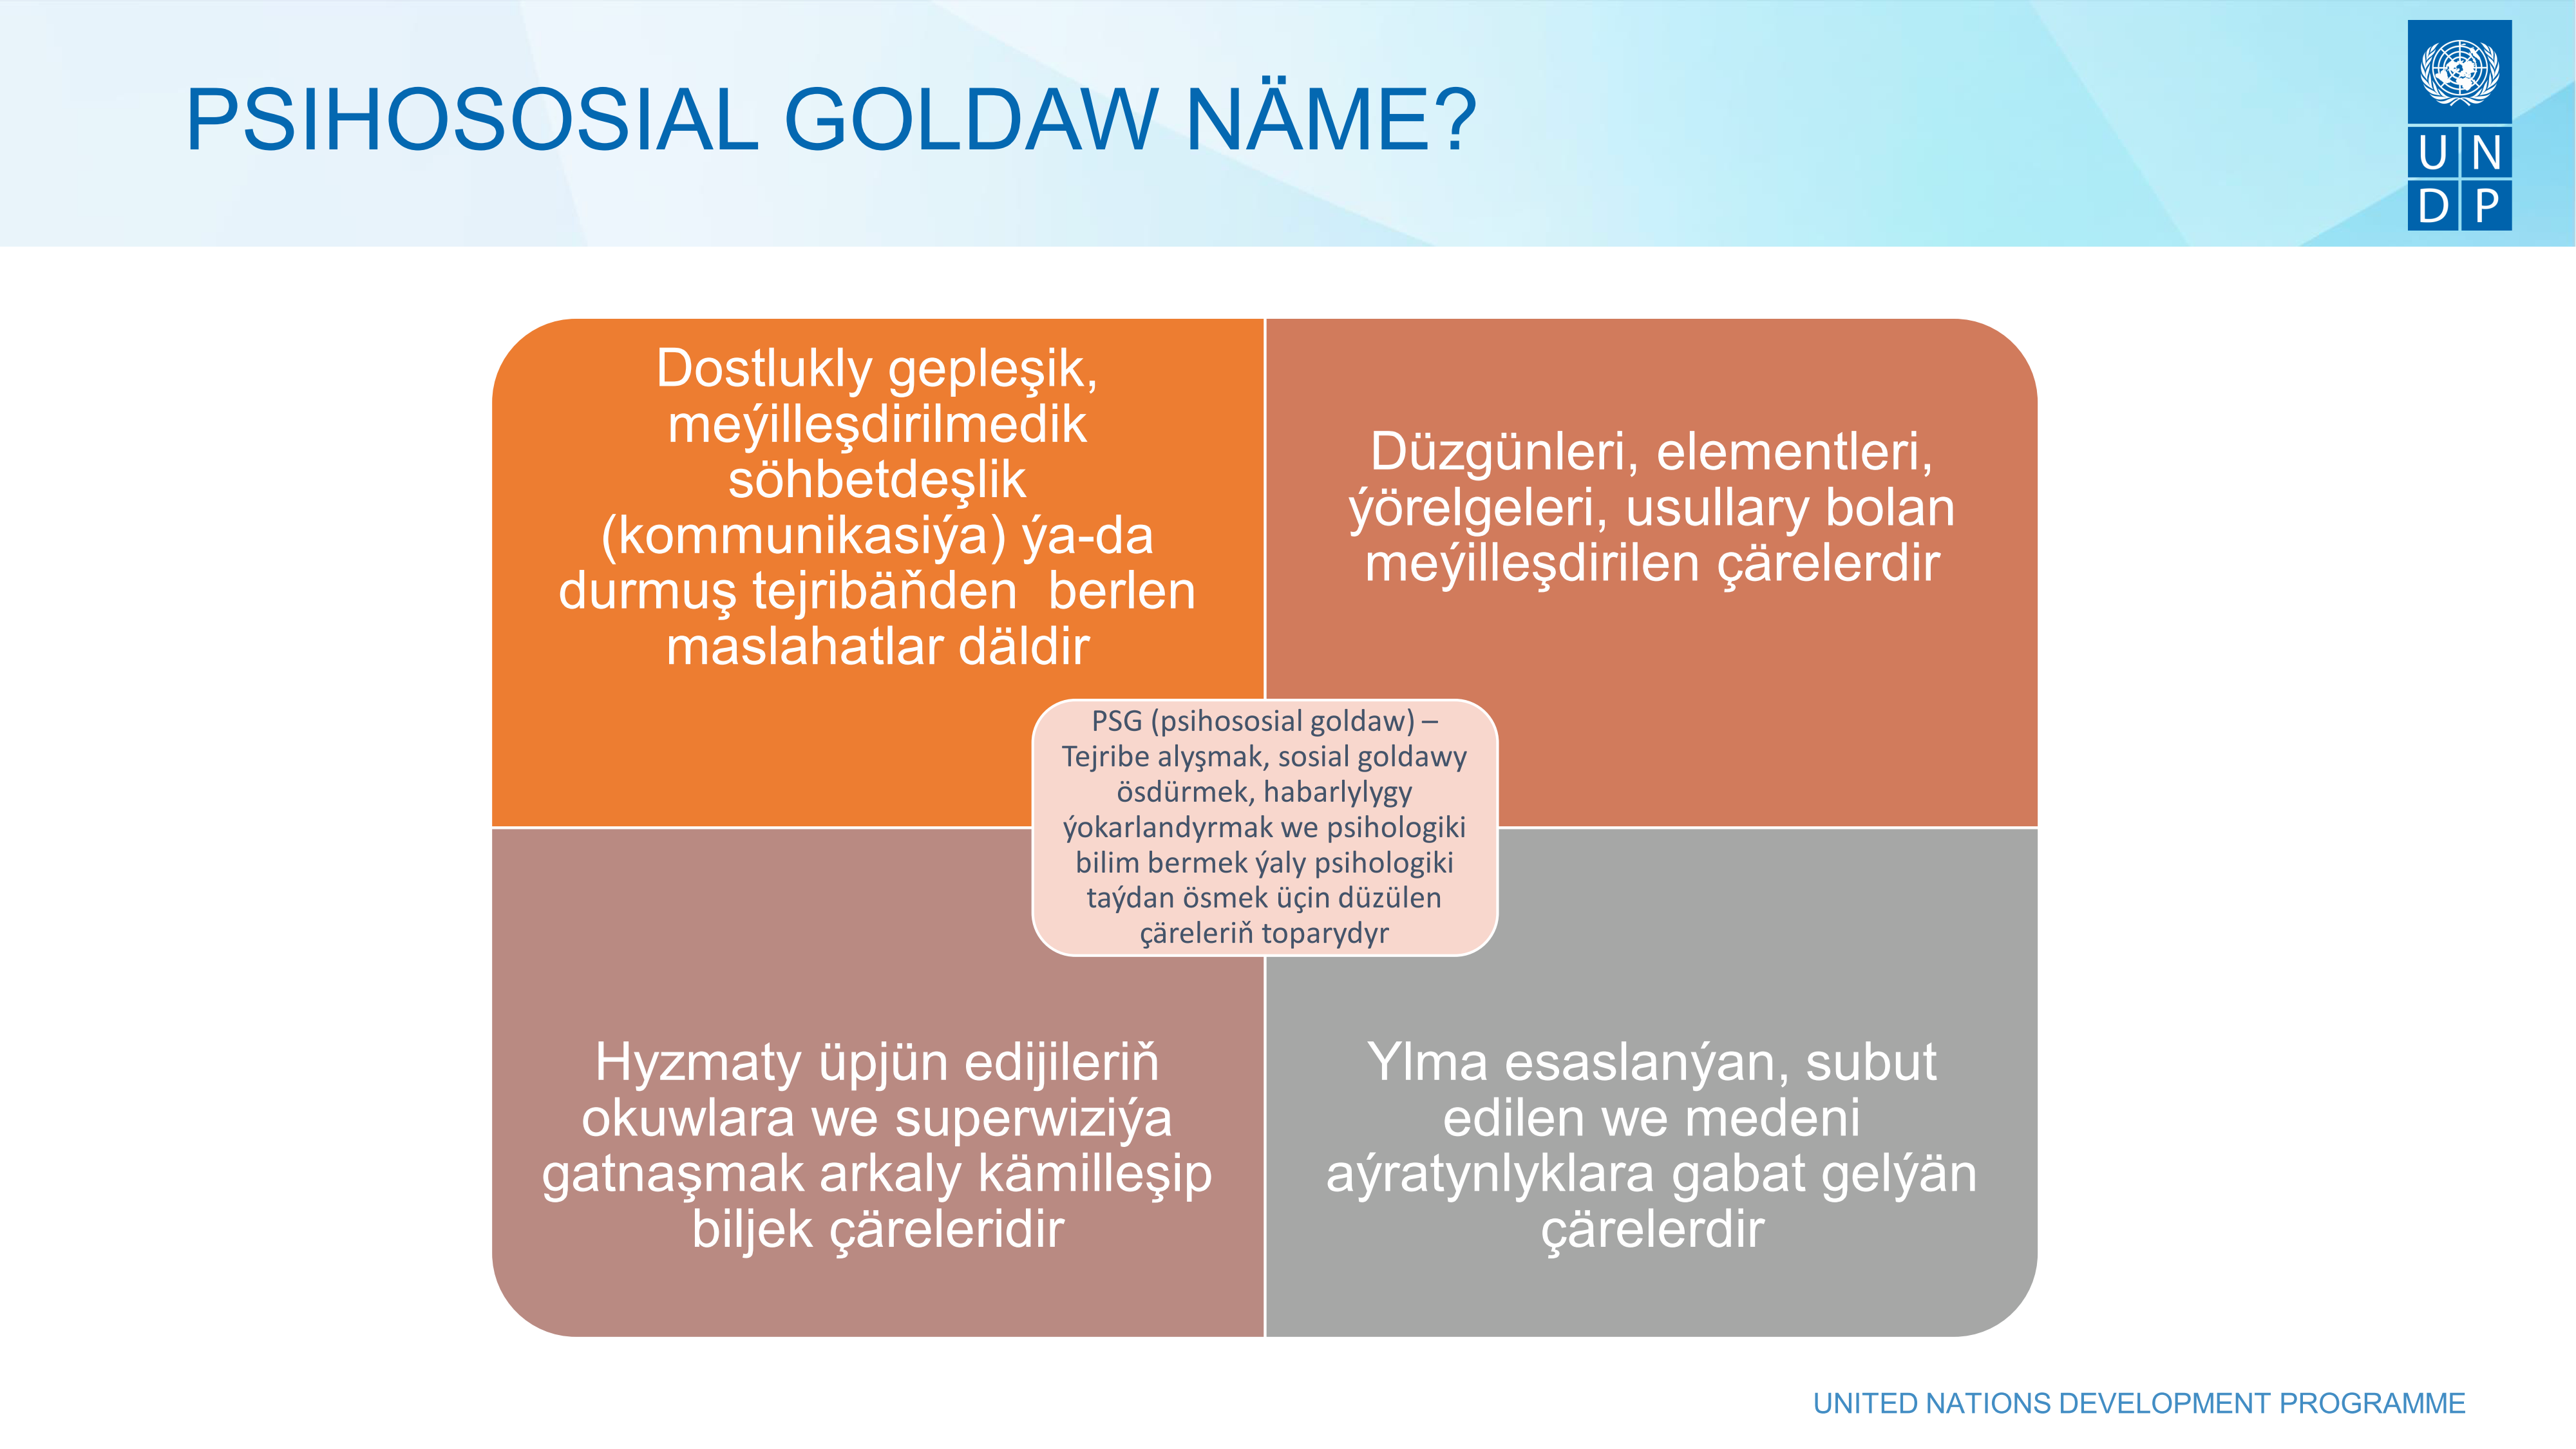 PSIHOSOSIAL GOLDAW NÄME?
U N
D P
Dostlukly gepleşik,
meýilleşdirilmedik
söhbetdeşlik
(kommunikasiýa) ýa-da
durmuş tejribäňden  berlen
maslahatlar däldir
Düzgünleri, elementleri,
ýörelgeleri, usullary bolan
meýilleşdirilen çärelerdir
PSG (psihososial goldaw) –
Tejribe alyşmak, sosial goldawy
ösdürmek, habarlylygy
ýokarlandyrmak we psihologiki
bilim bermek ýaly psihologiki
taýdan ösmek üçin düzülen
çäreleriň toparydyr
Hyzmaty üpjün edijileriň
okuwlara we superwiziýa
gatnaşmak arkaly kämilleşip
biljek çäreleridir
Ylma esaslanýan, subut
edilen we medeni
aýratynlyklara gabat gelýän
çärelerdir
UNITED NATIONS DEVELOPMENT PROGRAMME